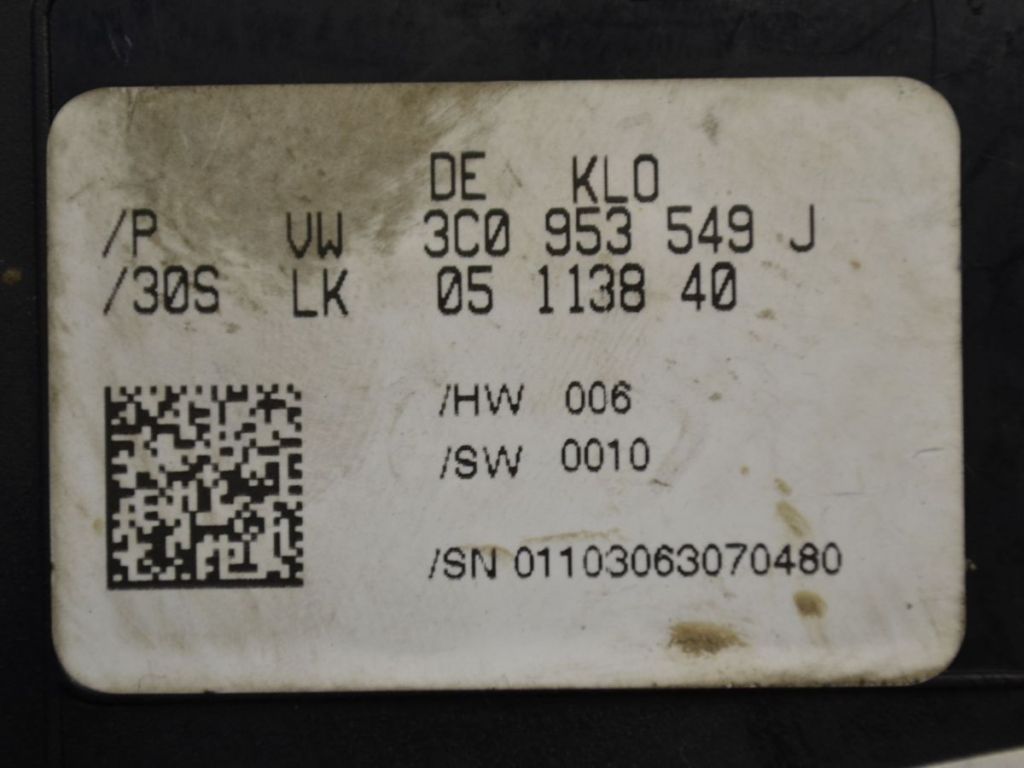 DE KLO
/P VW 3C0 953 549 J
/30S LK 05 1138 40
/HW 006
/SW 0010
/SN 01103063070480